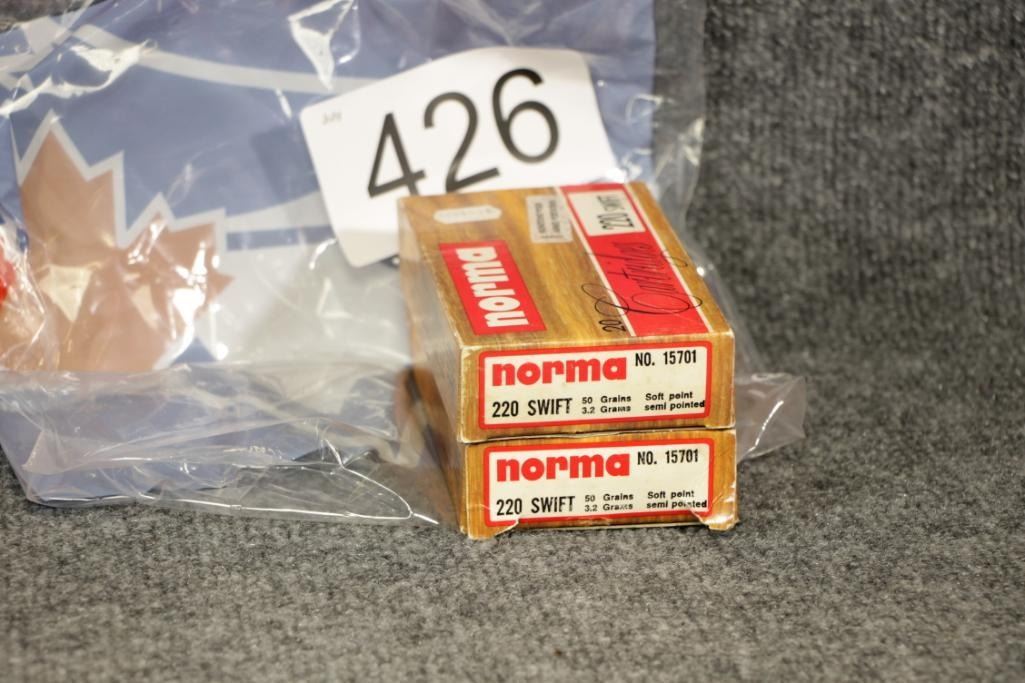 July
426
220 SWIFT
20 Cartridges
norma
norma NO. 15701
220 SWIFT 50 Grains Soft point
3.2 Grams semi pointed
norma NO. 15701
220 SWIFT 50 Grains Soft point
3.2 Grams semi pointed